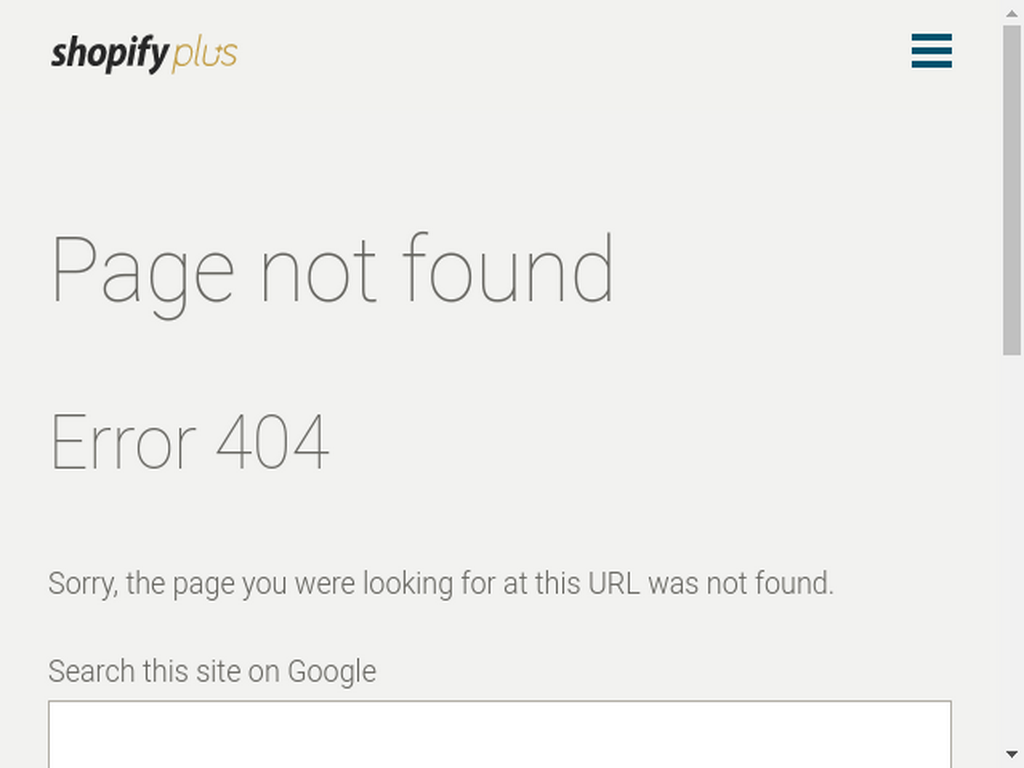 shopify plus
Page not found
Error 404
Sorry, the page you were looking for at this URL was not found.
Search this site on Google